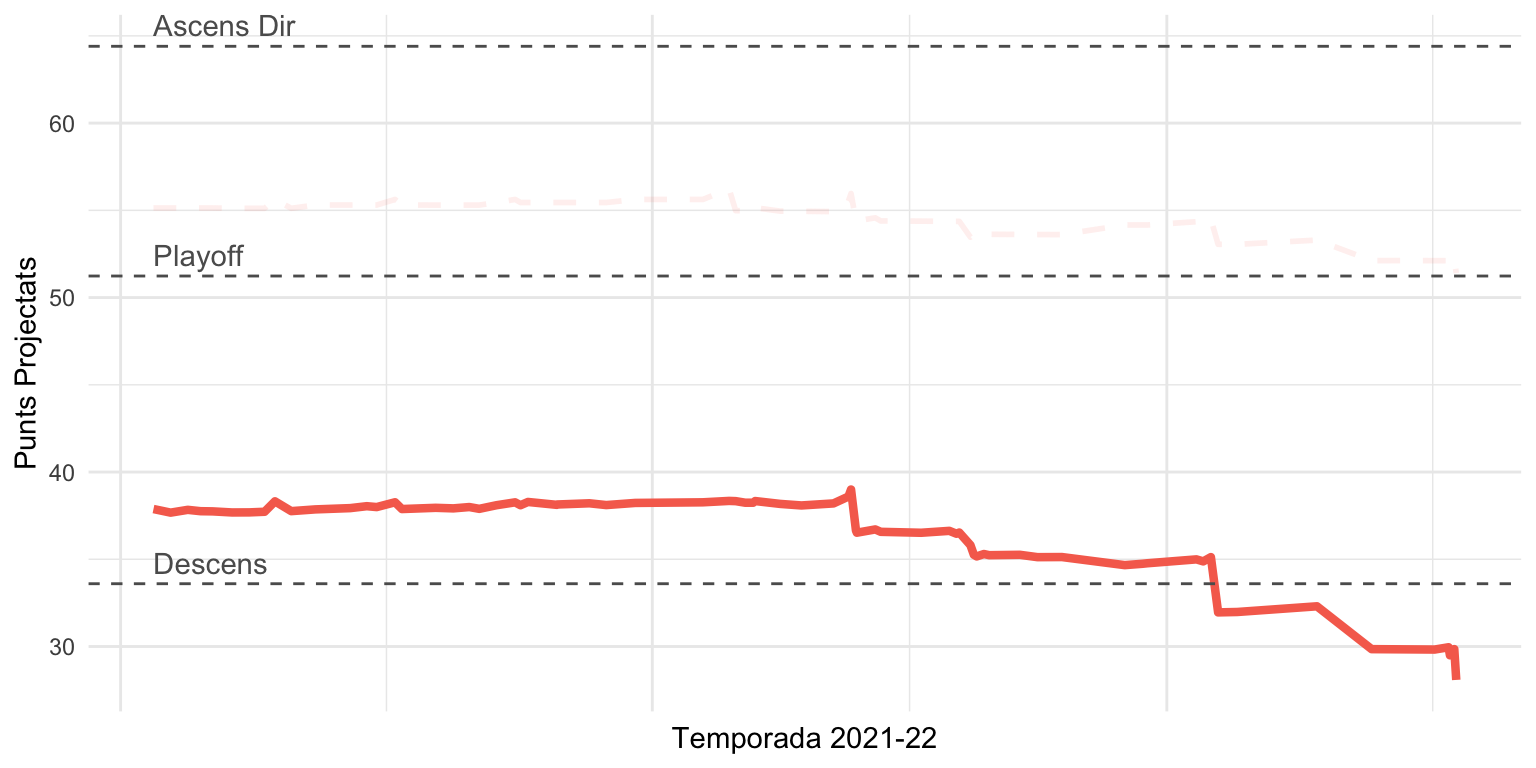 Ascens Dir
60
Playoff
50
Punts Projectats
40
Descens
30
Temporada 2021-22